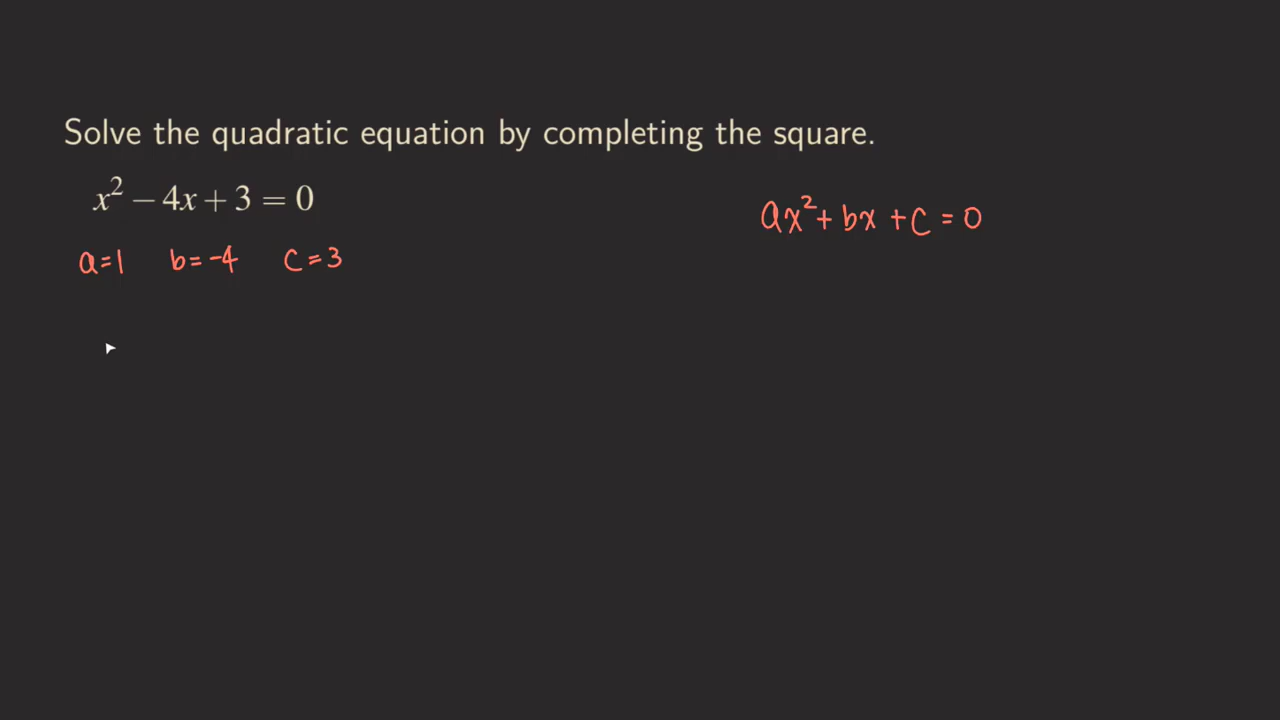 Solve the quadratic equation by completing the square.
x² − 4x + 3 = 0
ax² + bx + c = 0
a=1 b=-4 c=3